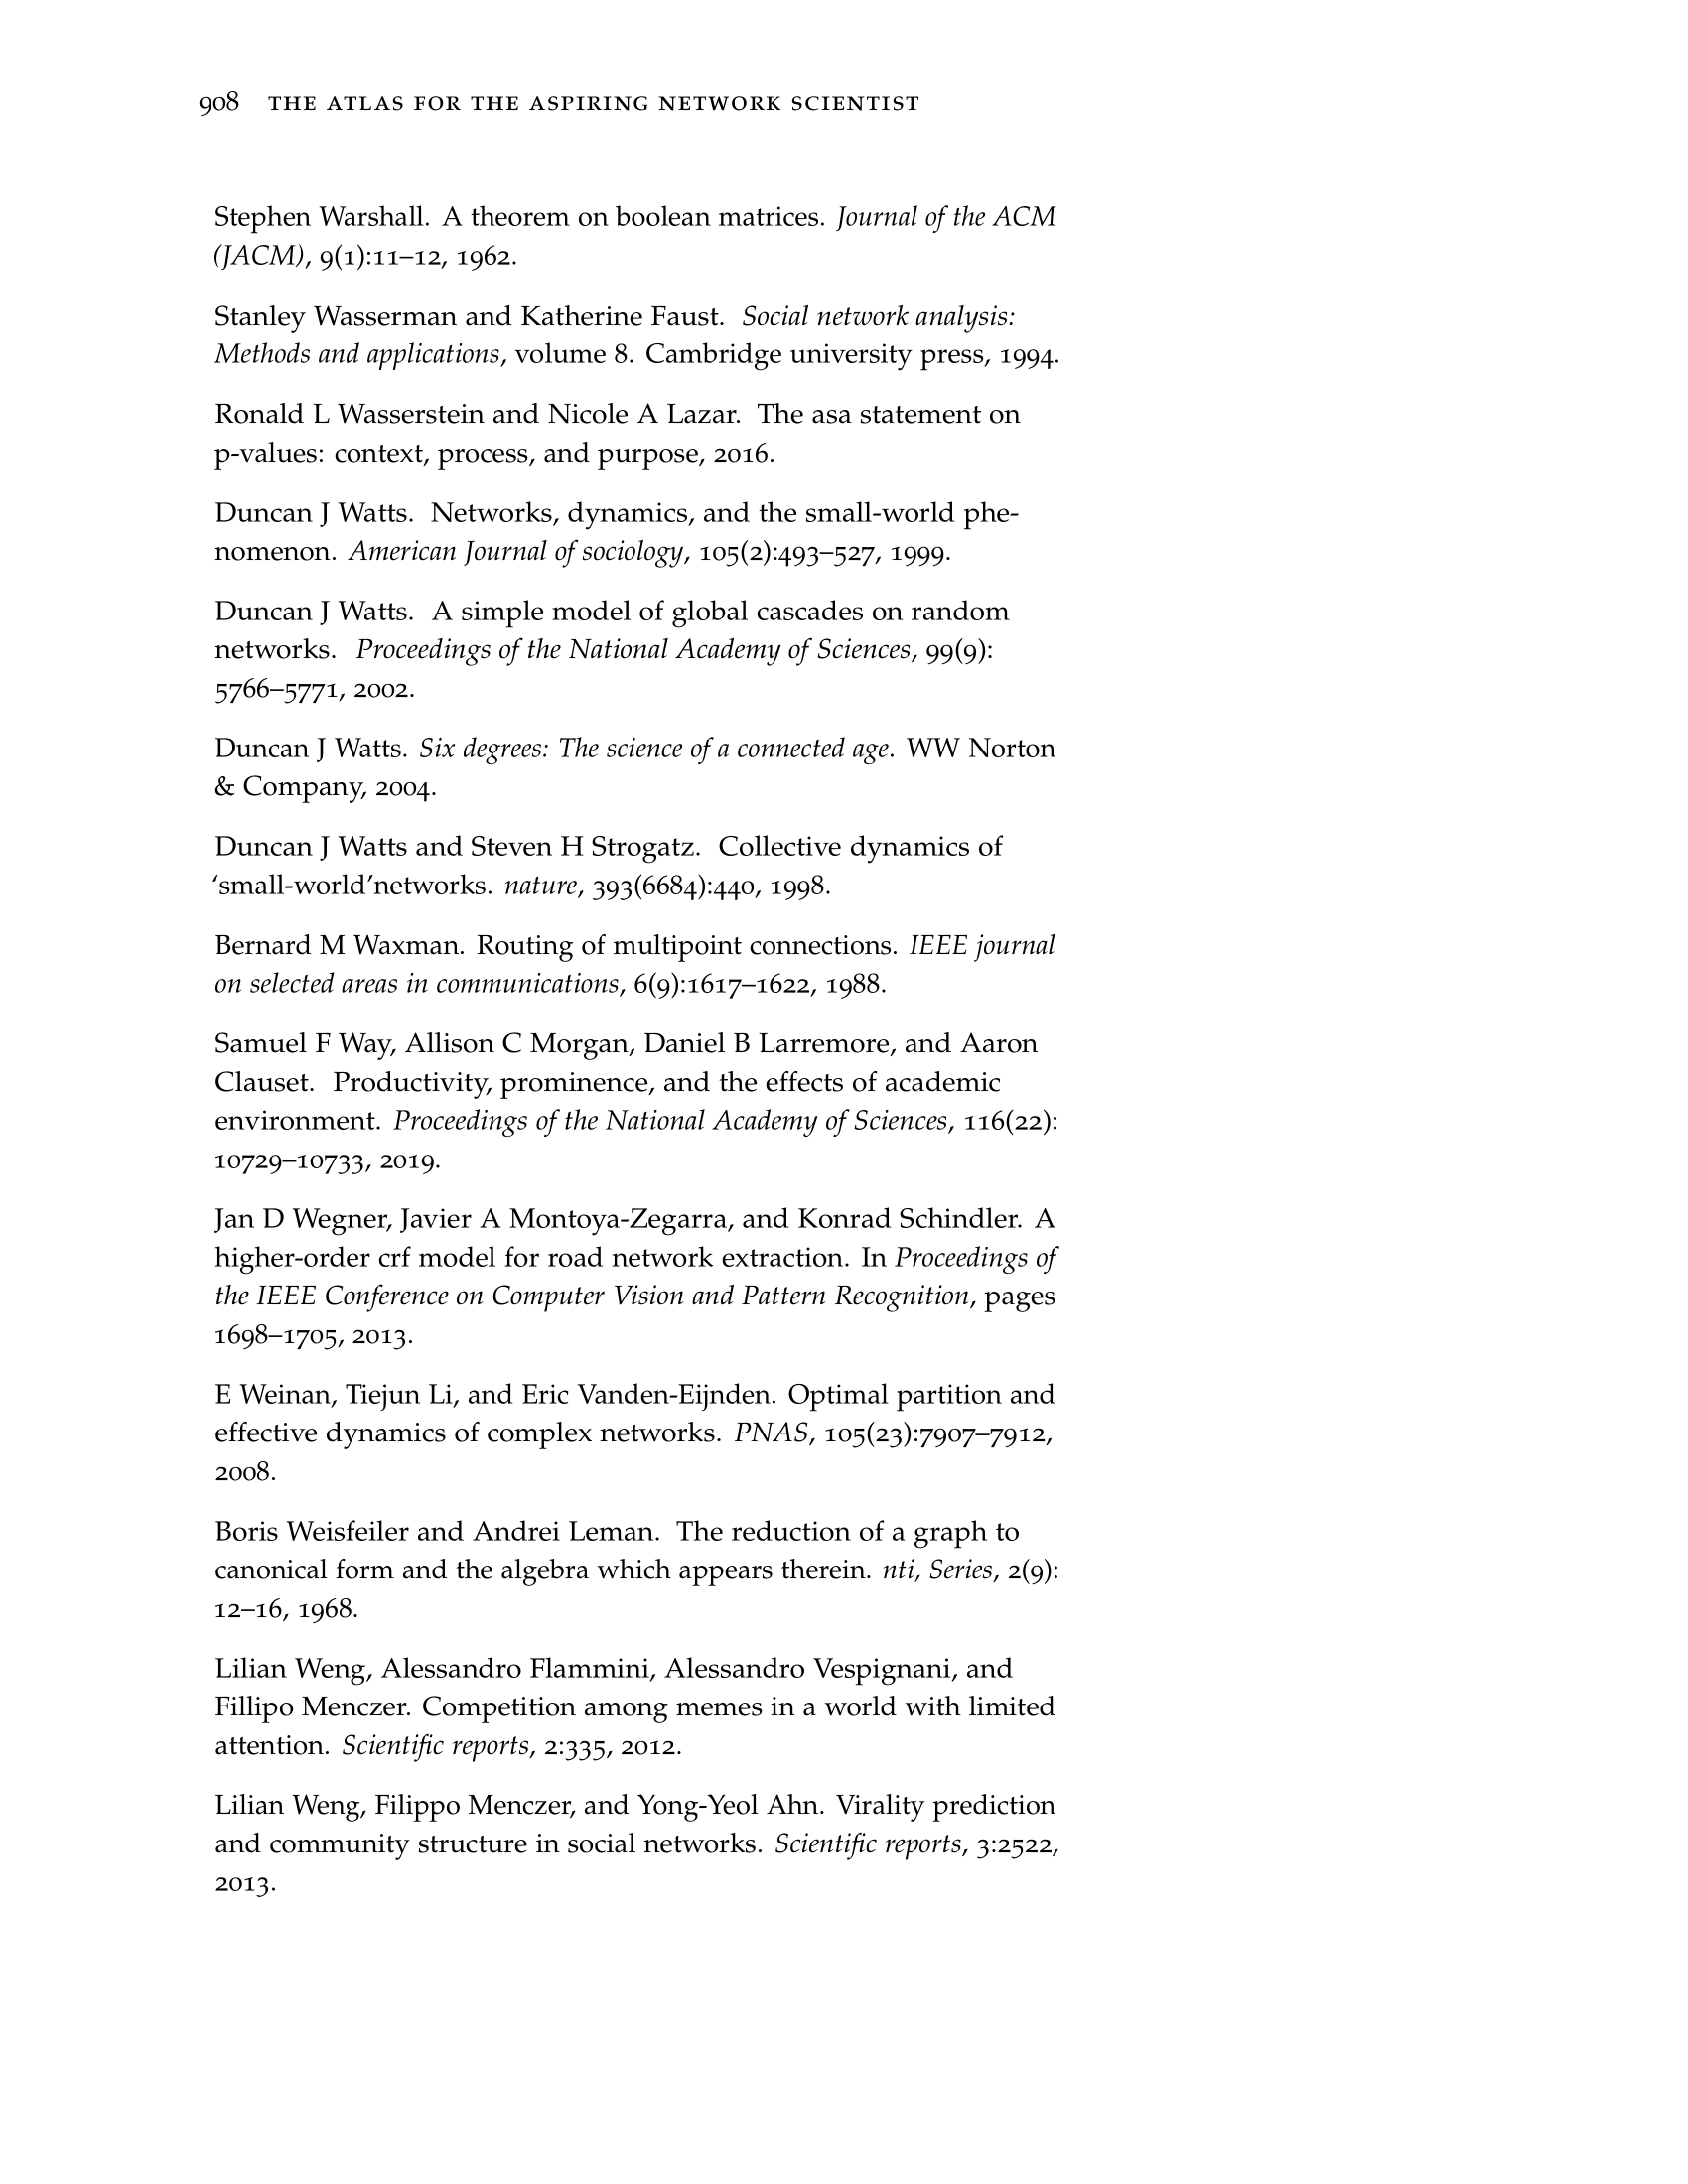 908 THE ATLAS FOR THE ASPIRING NETWORK SCIENTIST
Stephen Warshall. A theorem on boolean matrices. Journal of the ACM
(JACM), 9(1):11–12, 1962.
Stanley Wasserman and Katherine Faust. Social network analysis:
Methods and applications, volume 8. Cambridge university press, 1994.
Ronald L Wasserstein and Nicole A Lazar. The asa statement on
p-values: context, process, and purpose, 2016.
Duncan J Watts. Networks, dynamics, and the small-world phe-
nomenon. American Journal of sociology, 105(2):493–527, 1999.
Duncan J Watts. A simple model of global cascades on random
networks. Proceedings of the National Academy of Sciences, 99(9):
5766–5771, 2002.
Duncan J Watts. Six degrees: The science of a connected age. WW Norton
& Company, 2004.
Duncan J Watts and Steven H Strogatz. Collective dynamics of
‘small-world’networks. nature, 393(6684):440, 1998.
Bernard M Waxman. Routing of multipoint connections. IEEE journal
on selected areas in communications, 6(9):1617–1622, 1988.
Samuel F Way, Allison C Morgan, Daniel B Larremore, and Aaron
Clauset. Productivity, prominence, and the effects of academic
environment. Proceedings of the National Academy of Sciences, 116(22):
10729–10733, 2019.
Jan D Wegner, Javier A Montoya-Zegarra, and Konrad Schindler. A
higher-order crf model for road network extraction. In Proceedings of
the IEEE Conference on Computer Vision and Pattern Recognition, pages
1698–1705, 2013.
E Weinan, Tiejun Li, and Eric Vanden-Eijnden. Optimal partition and
effective dynamics of complex networks. PNAS, 105(23):7907–7912,
2008.
Boris Weisfeiler and Andrei Leman. The reduction of a graph to
canonical form and the algebra which appears therein. nti, Series, 2(9):
12–16, 1968.
Lilian Weng, Alessandro Flammini, Alessandro Vespignani, and
Fillipo Menczer. Competition among memes in a world with limited
attention. Scientific reports, 2:335, 2012.
Lilian Weng, Filippo Menczer, and Yong-Yeol Ahn. Virality prediction
and community structure in social networks. Scientific reports, 3:2522,
2013.